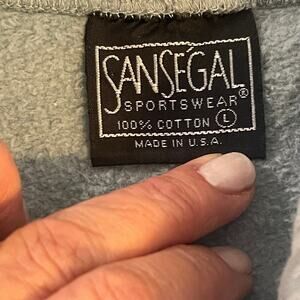 SANSEGAL®
SPORTSWEAR
100% COTTON L
MADE IN U.S.A.